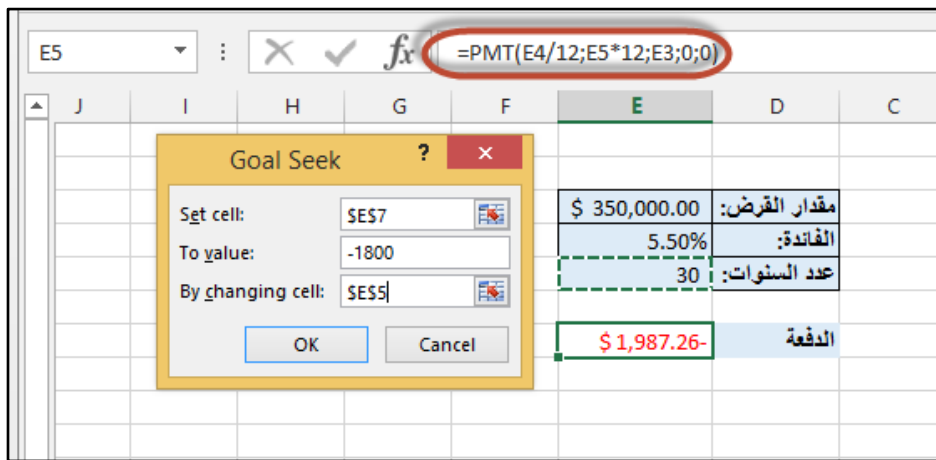 E5 fx =PMT(E4/12;E5*12;E3;0;0)
J I H G F E D C
Goal Seek ? ×
Set cell: $E$7
To value: -1800
By changing cell: $E$5
OK Cancel
مقدار القرض: $ 350,000.00
الفائدة: 5.50%
عدد السنوات: 30
الدفعة $ 1,987.26-